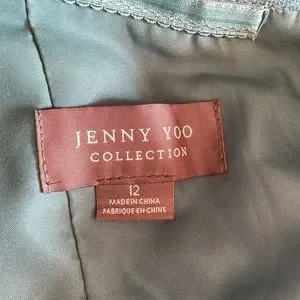 JENNY YOO
COLLECTION
12
MADE IN CHINA
FABRIQUE EN CHINE